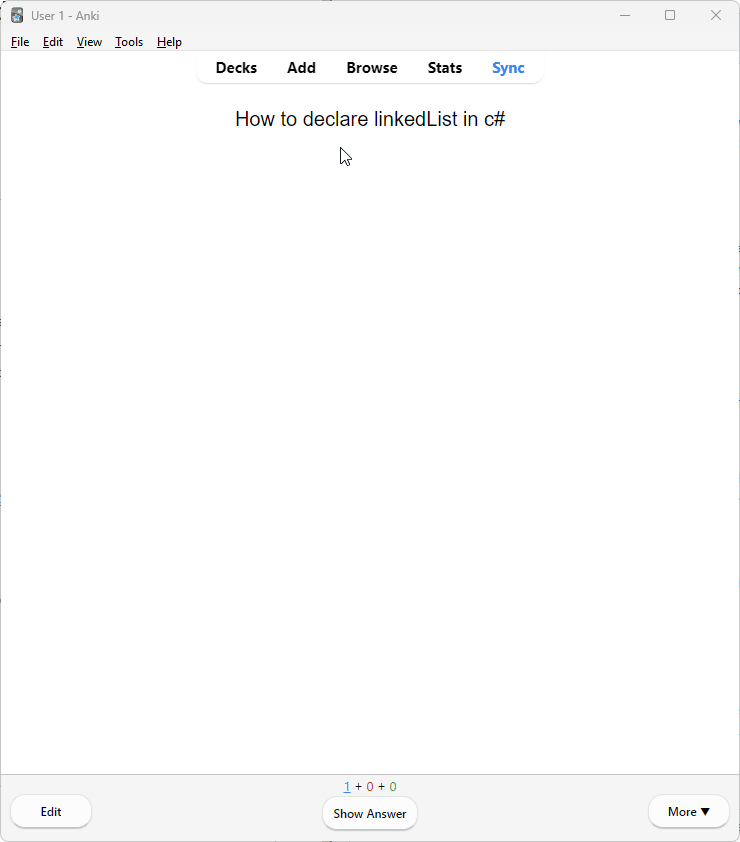 User 1 - Anki
File Edit View Tools Help
Decks Add Browse Stats Sync
How to declare linkedList in c#
1 + 0 + 0
Edit Show Answer More ▼